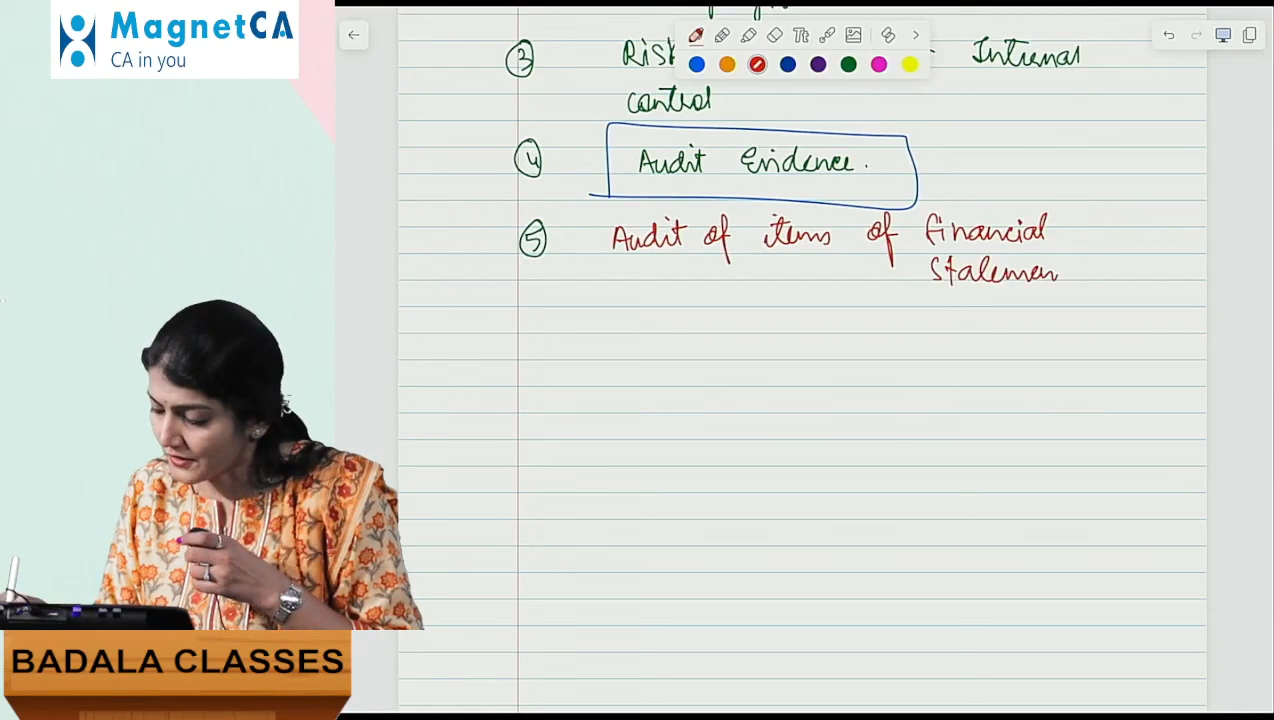 MagnetCA
CA in you
③ Risk Internal
control
④ Audit Evidence.
⑤ Audit of items of financial
Statemen
BADALA CLASSES